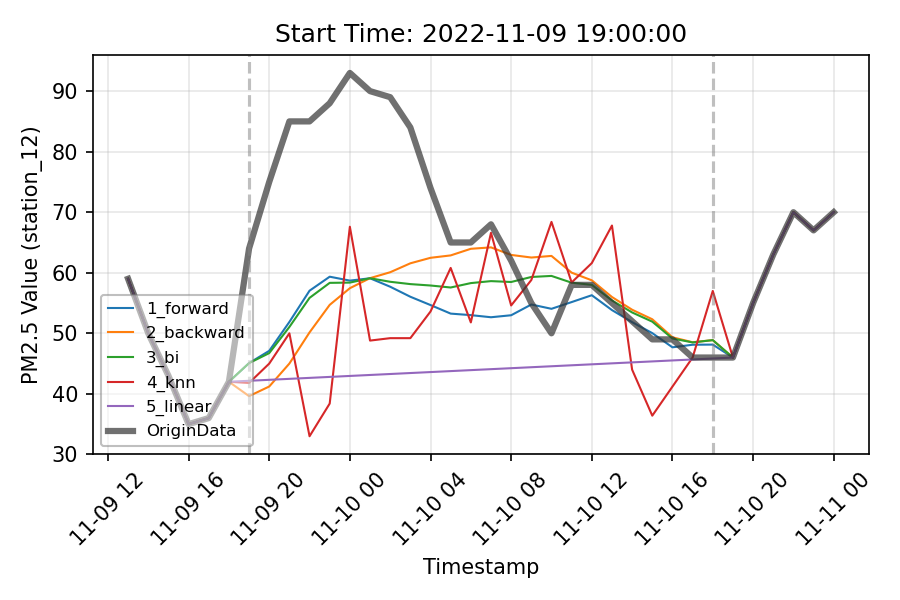 Start Time: 2022-11-09 19:00:00
PM2.5 Value (station_12)
90
80
70
60
50
40
30
1_forward
2_backward
3_bi
4_knn
5_linear
OriginData
11-09 12
11-09 16
11-09 20
11-10 00
11-10 04
11-10 08
11-10 12
11-10 16
11-10 20
11-11 00
Timestamp